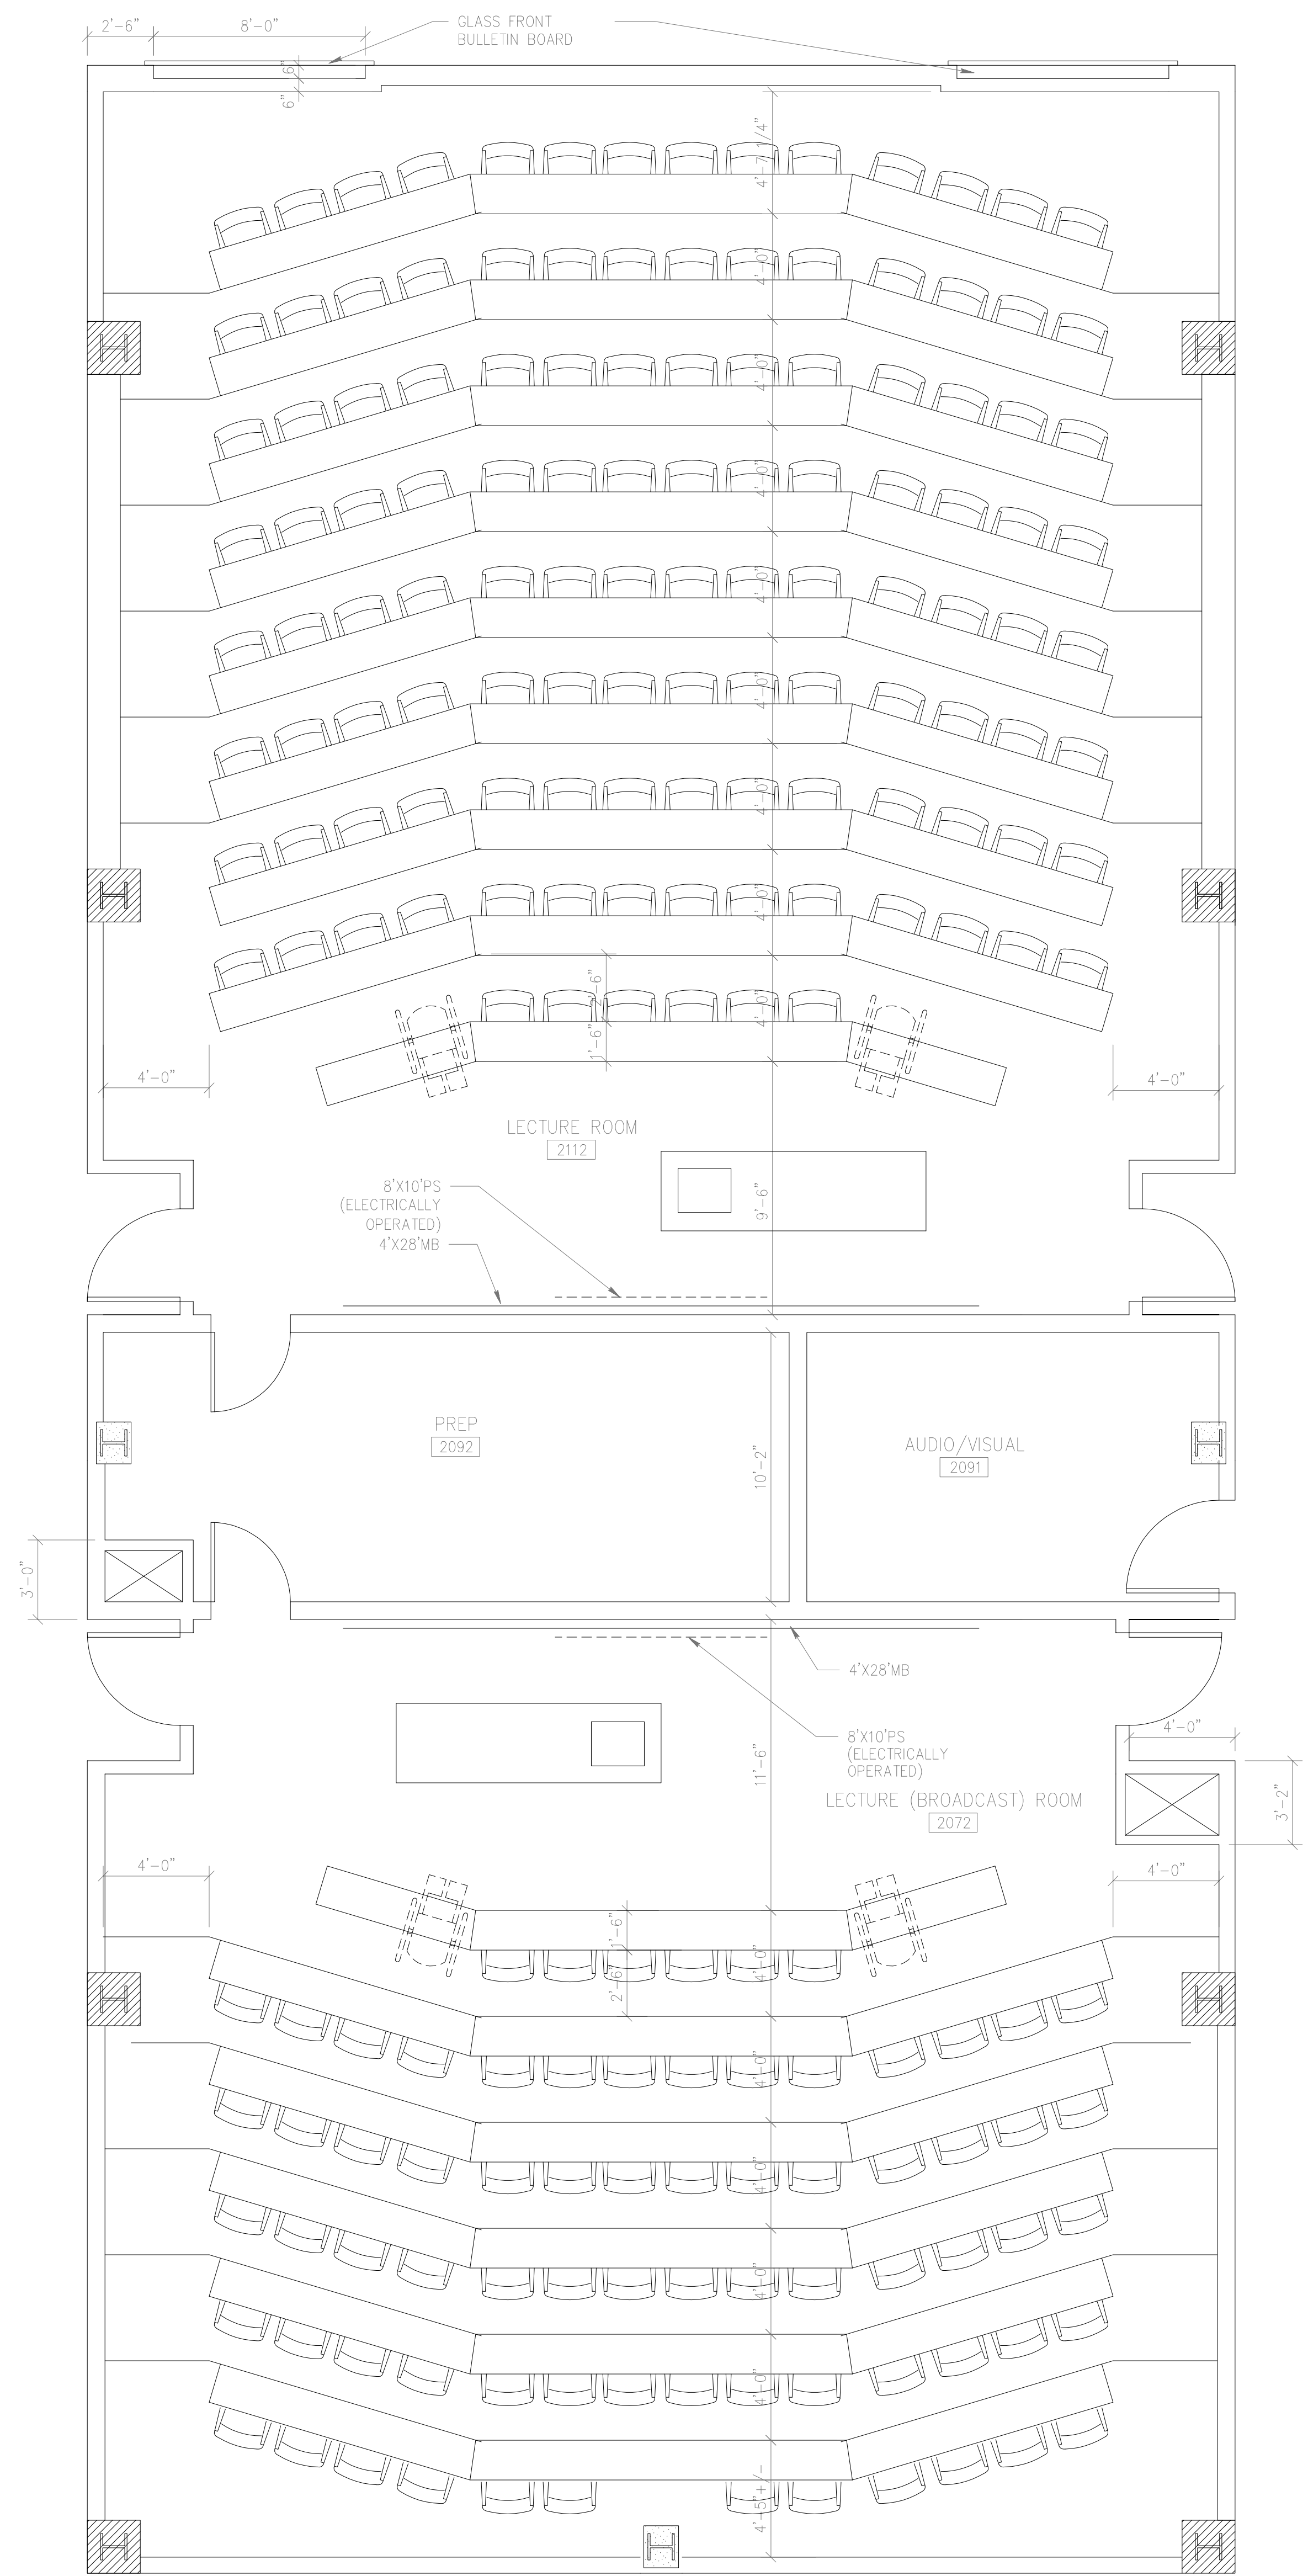 2'-6"
8'-0"
GLASS FRONT
BULLETIN BOARD
6"
6"
4'-7 1/4"
4'-0"
4'-0"
4'-0"
4'-0"
4'-0"
4'-0"
4'-0"
2'-6"
4'-0"
1'-6"
4'-0"
4'-0"
LECTURE ROOM
2112
8'X10'PS
(ELECTRICALLY
OPERATED)
4'X28'MB
9'-6"
PREP
2092
AUDIO/VISUAL
2091
10'-2"
3'-0"
4'X28'MB
8'X10'PS
(ELECTRICALLY
OPERATED)
4'-0"
11'-6"
LECTURE (BROADCAST) ROOM
2072
3'-2"
4'-0"
4'-0"
1'-6"
4'-0"
2'-6"
4'-0"
4'-0"
4'-0"
4'-0"
4'-5"+/-